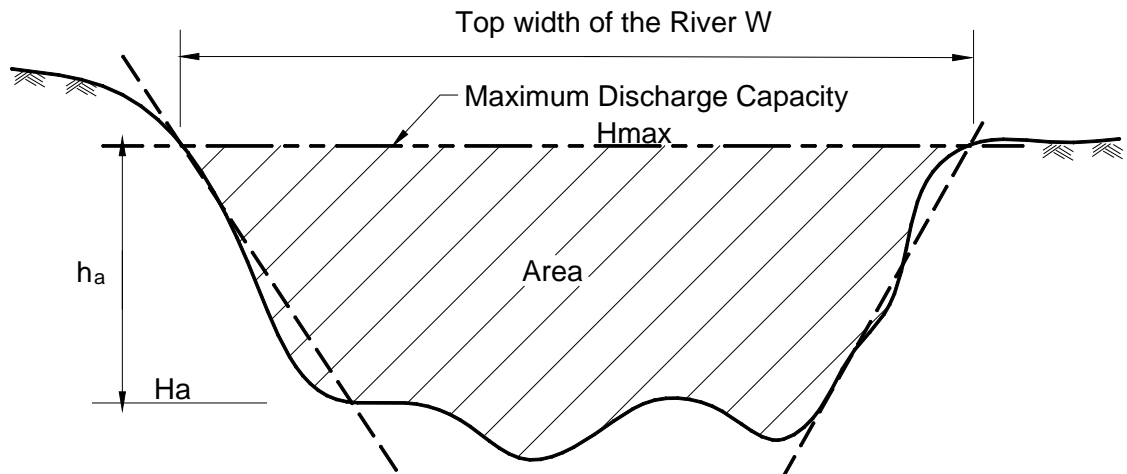 Top width of the River W
Maximum Discharge Capacity
Hmax
ha
Area
Ha